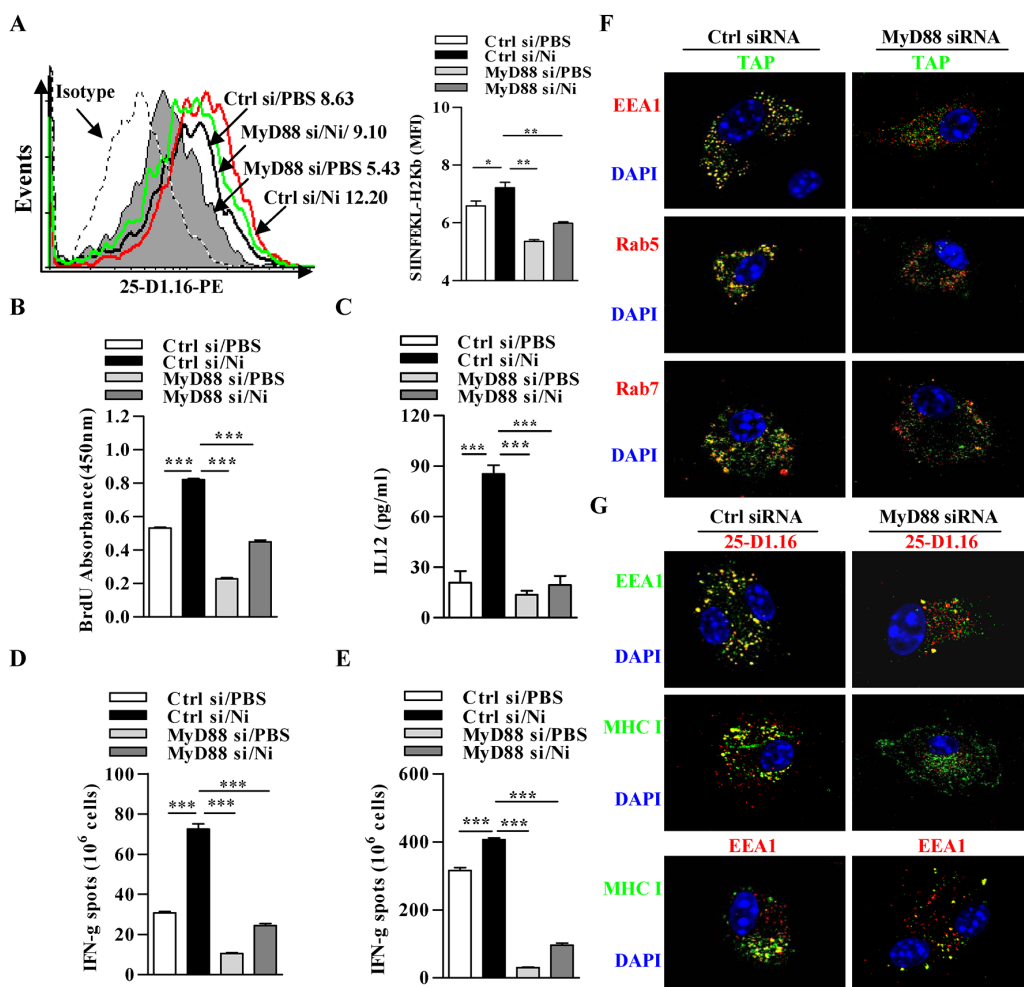 A
Isotype
Ctrl si/PBS 8.63
MyD88 si/Ni/ 9.10
MyD88 si/PBS 5.43
Ctrl si/Ni 12.20
Events
25-D1.16-PE
Ctrl si/PBS
Ctrl si/Ni
MyD88 si/PBS
MyD88 si/Ni
SIINFEKL-H2Kb (MFI)
10
8
6
4
**
*
**
B
Ctrl si/PBS
Ctrl si/Ni
MyD88 si/PBS
MyD88 si/Ni
BrdU Absorbance(450nm)
1.2
1.0
0.8
0.6
0.4
0.2
0.0
***
***
***
C
Ctrl si/PBS
Ctrl si/Ni
MyD88 si/PBS
MyD88 si/Ni
IL12 (pg/ml)
120
90
60
30
0
***
***
***
D
Ctrl si/PBS
Ctrl si/Ni
MyD88 si/PBS
MyD88 si/Ni
IFN-g spots (10⁶ cells)
100
80
60
40
20
0
***
***
***
E
Ctrl si/PBS
Ctrl si/Ni
MyD88 si/PBS
MyD88 si/Ni
IFN-g spots (10⁶ cells)
600
400
200
0
***
***
***
F
Ctrl siRNA MyD88 siRNA
TAP TAP
EEA1
DAPI
Rab5
DAPI
Rab7
DAPI
G
Ctrl siRNA MyD88 siRNA
25-D1.16 25-D1.16
EEA1
DAPI
MHC I
DAPI
EEA1 EEA1
MHC I
DAPI